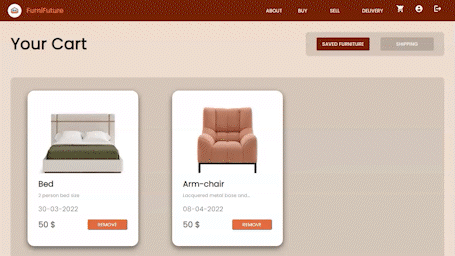 FurniFuture
ABOUT BUY SELL DELIVERY
Your Cart
SAVED FURNITURE SHIPPING
Bed
2 person bed size
30-03-2022
50 $ REMOVE
Arm-chair
Lacquered metal base and...
08-04-2022
50 $ REMOVE